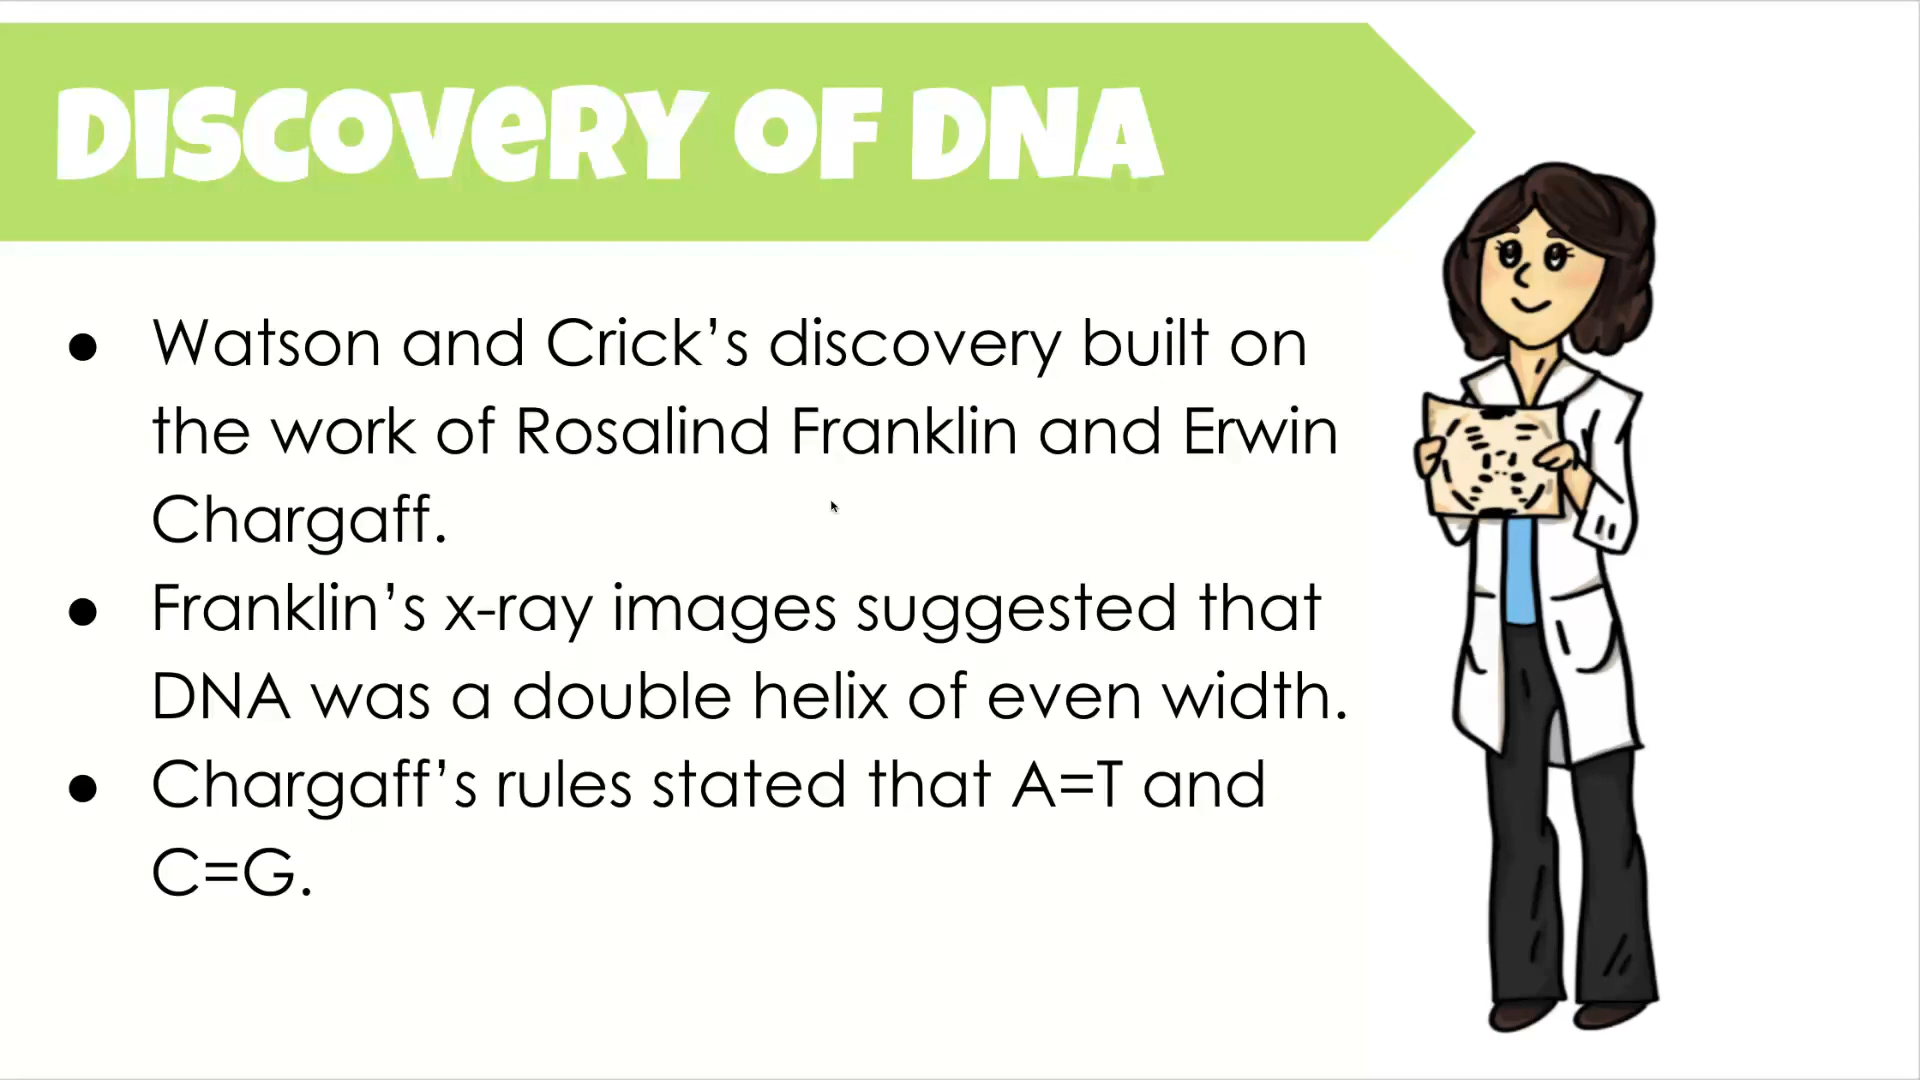 DISCOVERY OF DNA
● Watson and Crick’s discovery built on
the work of Rosalind Franklin and Erwin
Chargaff.
● Franklin’s x-ray images suggested that
DNA was a double helix of even width.
● Chargaff’s rules stated that A=T and
C=G.